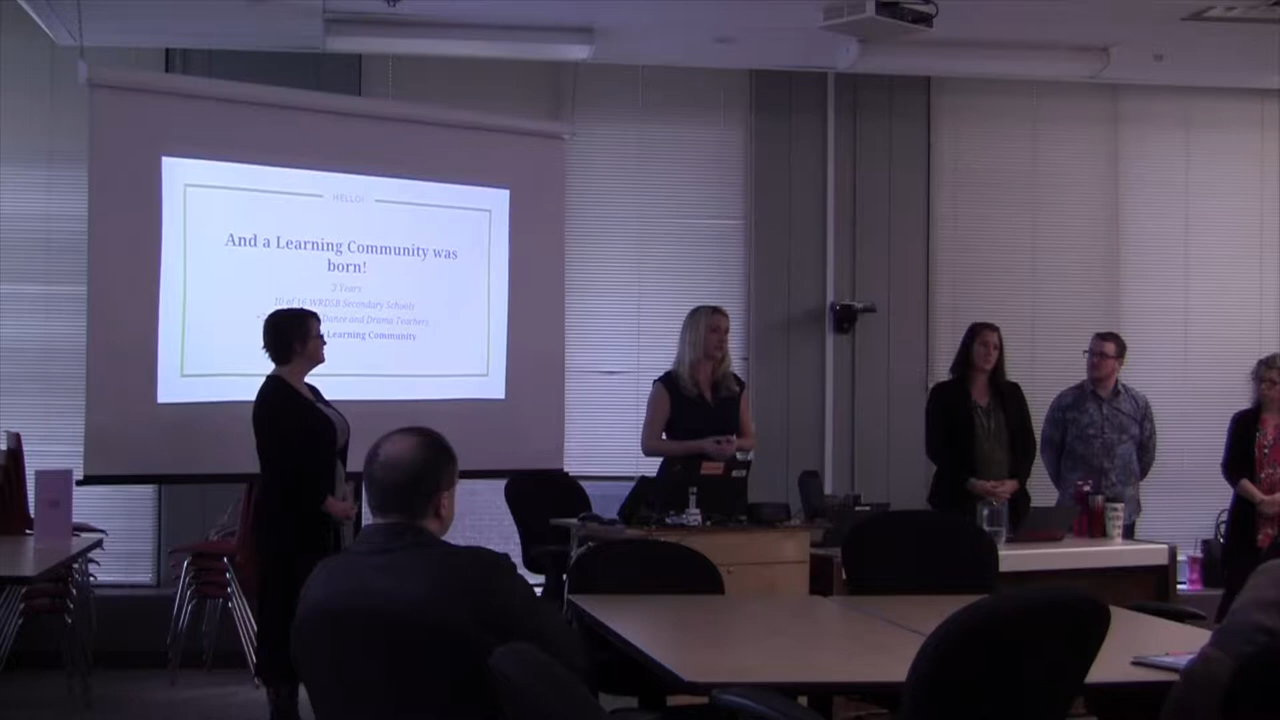 HELLO!
And a Learning Community was
born!
3 Years
10 of 16 WRDSB Secondary Schools
Dance and Drama Teachers
Learning Community